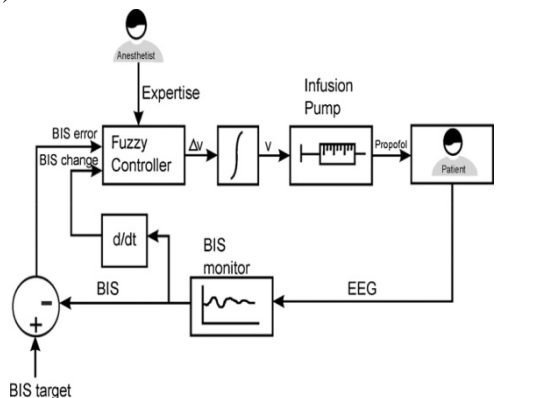 Anesthetist
Expertise
Infusion
Pump
BIS error
BIS change
Fuzzy
Controller
Δv
v
Propofol
Patient
d/dt
BIS
monitor
BIS
EEG
BIS target